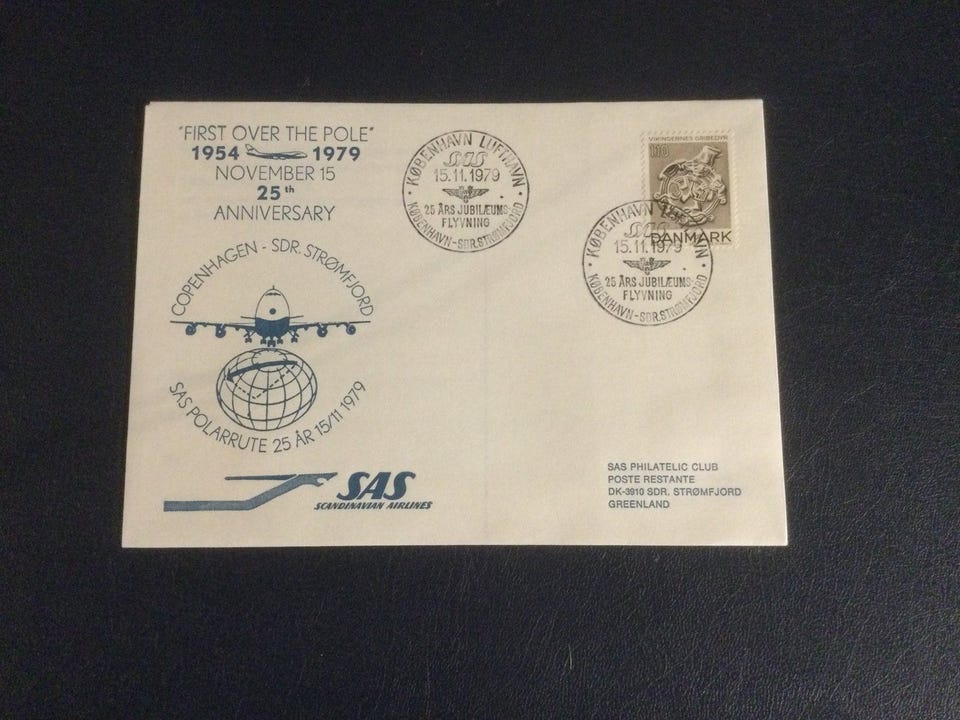 "FIRST OVER THE POLE"
1954 1979
NOVEMBER 15
25th
ANNIVERSARY
COPENHAGEN - SDR. STRØMFJORD
SAS POLARRUTE 25 ÅR 15/11 1979
SAS
SCANDINAVIAN AIRLINES
KØBENHAVN LUFTHAVN
SAS
15.11.1979
25 ÅRS JUBILÆUMS
FLYVNING
KØBENHAVN-SDR.STRØMFJORD
VIKINGERNES GRIBEDYR
110
DANMARK
KØBENHAVN LUFTHAVN
SAS
15.11.1979
25 ÅRS JUBILÆUMS
FLYVNING
KØBENHAVN-SDR.STRØMFJORD
SAS PHILATELIC CLUB
POSTE RESTANTE
DK-3910 SDR. STRØMFJORD
GREENLAND